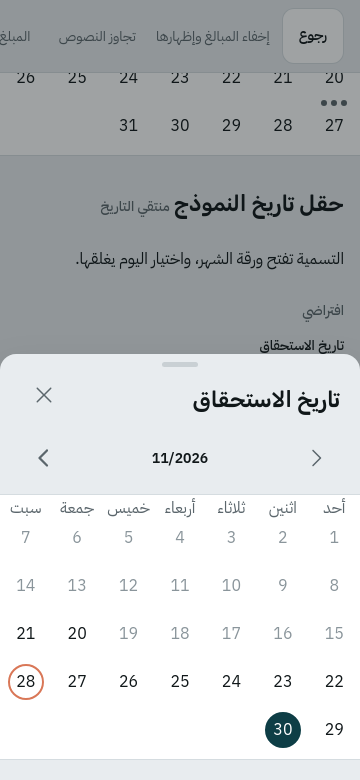 رجوع إخفاء المبالغ وإظهارها تجاوز النصوص المبلغ
20 21 22 23 24 25 26
27 28 29 30 31
حقل تاريخ النموذج منتقي التاريخ
التسمية تفتح ورقة الشهر، واختيار اليوم يغلقها.
افتراضي
تاريخ الاستحقاق
تاريخ الاستحقاق
11/2026
أحد اثنين ثلاثاء أربعاء خميس جمعة سبت
1 2 3 4 5 6 7
8 9 10 11 12 13 14
15 16 17 18 19 20 21
22 23 24 25 26 27 28
29 30